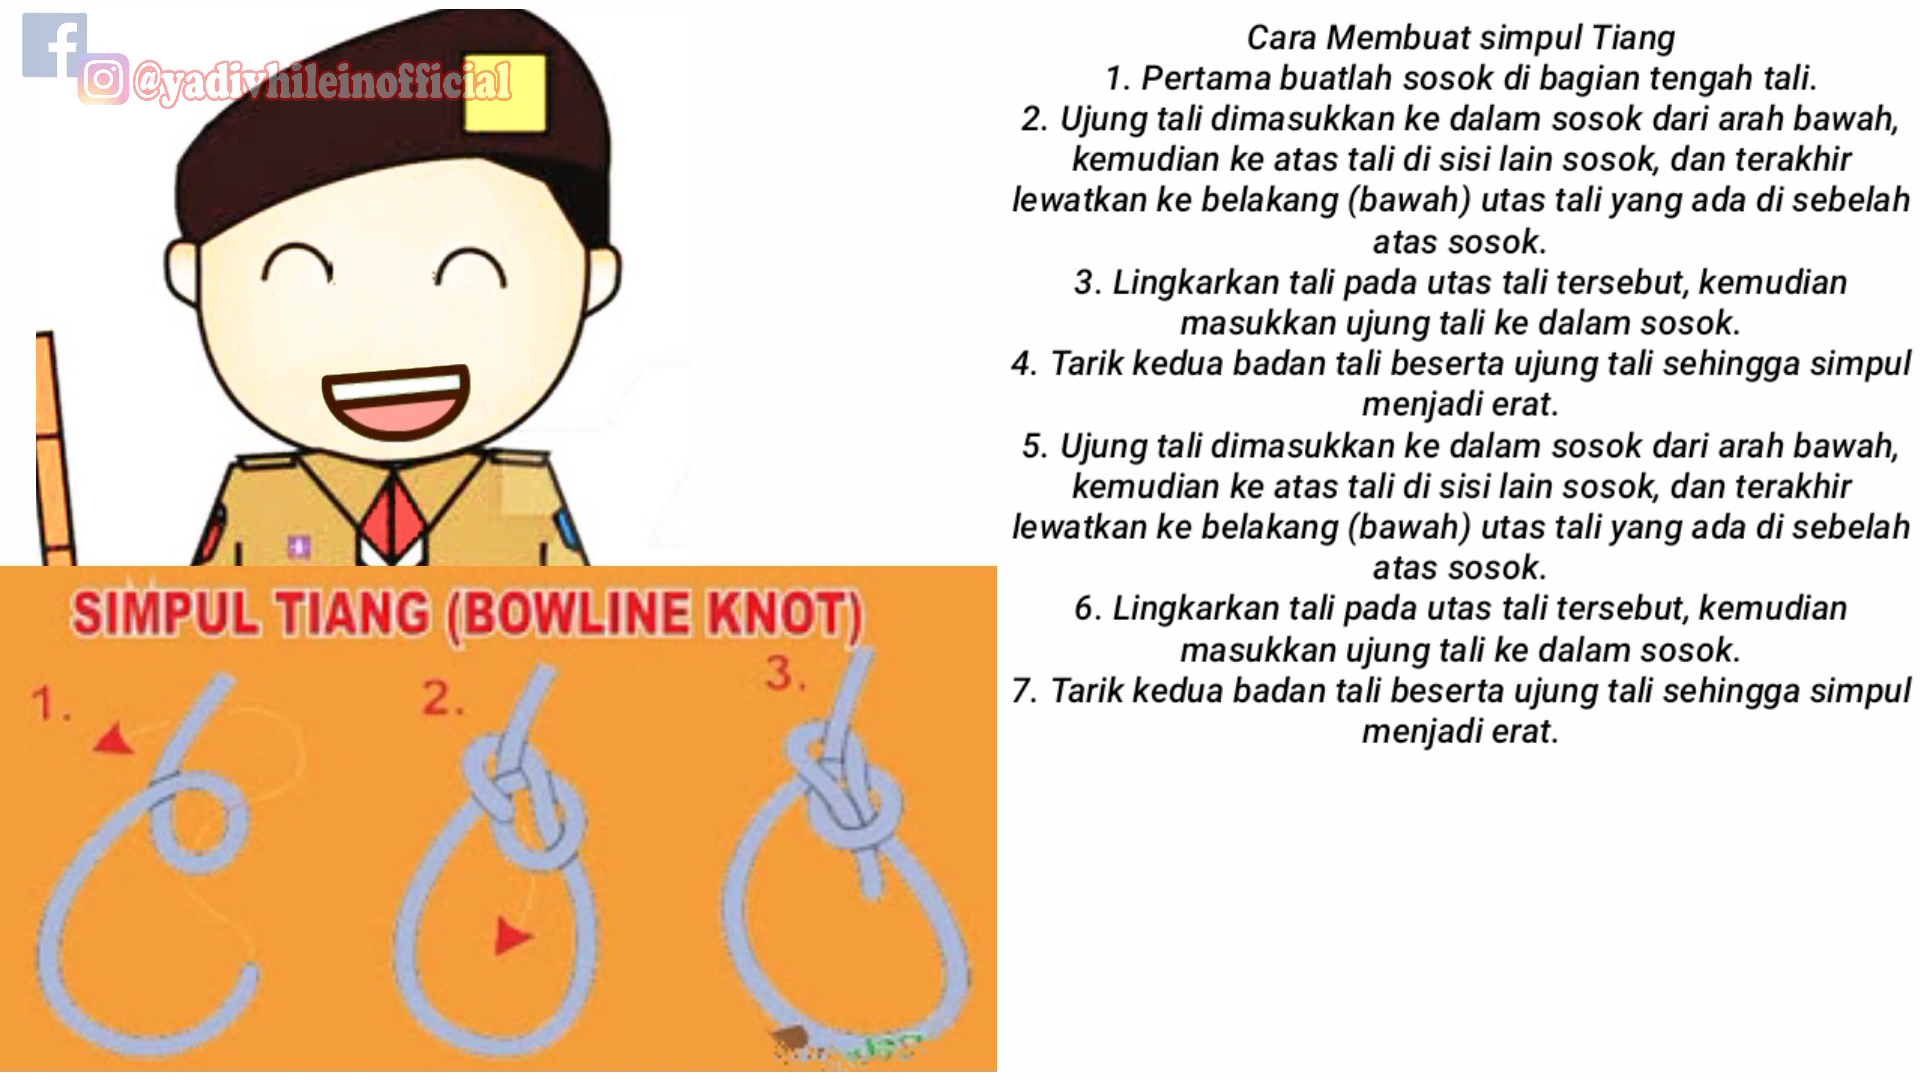 @yadivhileinofficial
Cara Membuat simpul Tiang
1. Pertama buatlah sosok di bagian tengah tali.
2. Ujung tali dimasukkan ke dalam sosok dari arah bawah,
kemudian ke atas tali di sisi lain sosok, dan terakhir
lewatkan ke belakang (bawah) utas tali yang ada di sebelah
atas sosok.
3. Lingkarkan tali pada utas tali tersebut, kemudian
masukkan ujung tali ke dalam sosok.
4. Tarik kedua badan tali beserta ujung tali sehingga simpul
menjadi erat.
5. Ujung tali dimasukkan ke dalam sosok dari arah bawah,
kemudian ke atas tali di sisi lain sosok, dan terakhir
lewatkan ke belakang (bawah) utas tali yang ada di sebelah
atas sosok.
6. Lingkarkan tali pada utas tali tersebut, kemudian
masukkan ujung tali ke dalam sosok.
7. Tarik kedua badan tali beserta ujung tali sehingga simpul
menjadi erat.
SIMPUL TIANG (BOWLINE KNOT)
1.
2.
3.